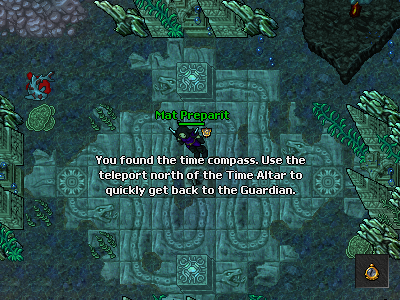 Mat Preparit
You found the time compass. Use the
teleport north of the Time Altar to
quickly get back to the Guardian.